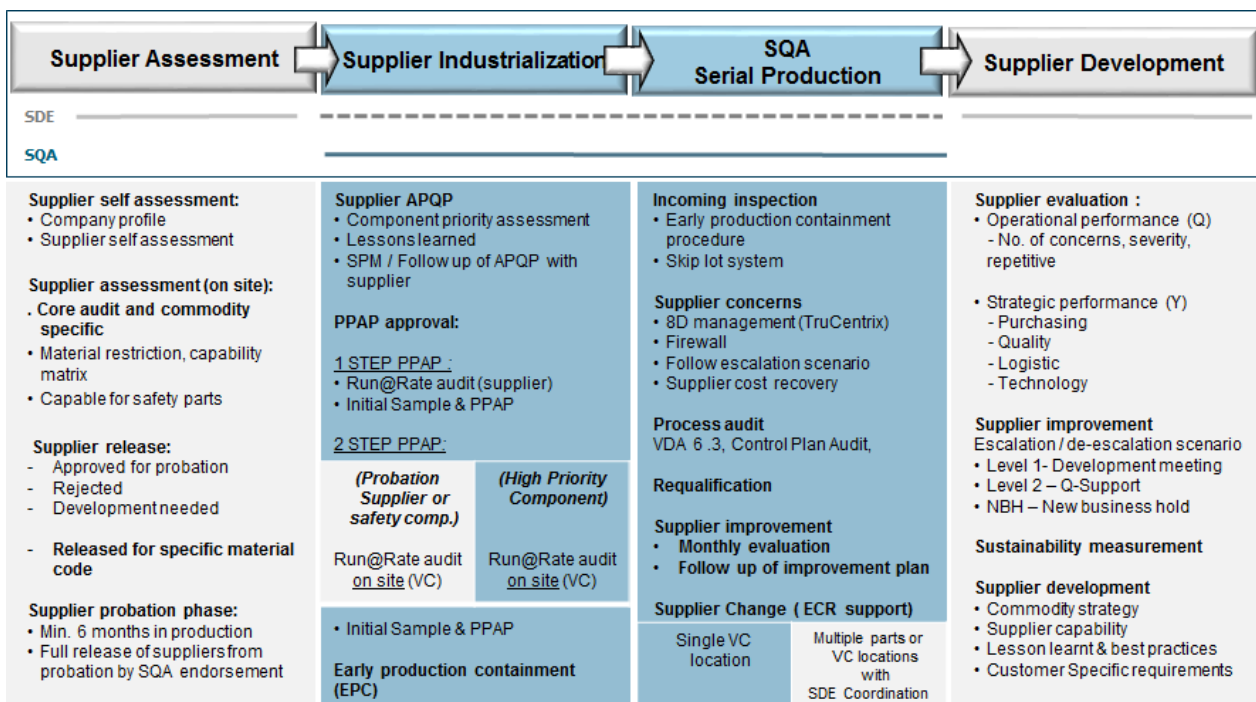 Supplier Assessment
Supplier Industrialization
SQA
Serial Production
Supplier Development
SDE
SQA
Supplier self assessment:
• Company profile
• Supplier self assessment
Supplier assessment (on site):
. Core audit and commodity
specific
• Material restriction, capability
matrix
• Capable for safety parts
Supplier release:
- Approved for probation
- Rejected
- Development needed
- Released for specific material
code
Supplier probation phase:
• Min. 6 months in production
• Full release of suppliers from
probation by SQA endorsement
Supplier APQP
• Component priority assessment
• Lessons learned
• SPM / Follow up of APQP with
supplier
PPAP approval:
1 STEP PPAP :
• Run@Rate audit (supplier)
• Initial Sample & PPAP
2 STEP PPAP:
(Probation
Supplier or
safety comp.)
Run@Rate audit
on site (VC)
(High Priority
Component)
Run@Rate audit
on site (VC)
• Initial Sample & PPAP
Early production containment
(EPC)
Incoming inspection
• Early production containment
procedure
• Skip lot system
Supplier concerns
• 8D management (TruCentrix)
• Firewall
• Follow escalation scenario
• Supplier cost recovery
Process audit
VDA 6 .3, Control Plan Audit,
Requalification
Supplier improvement
• Monthly evaluation
• Follow up of improvement plan
Supplier Change ( ECR support)
Single VC
location
Multiple parts or
VC locations
with
SDE Coordination
Supplier evaluation :
• Operational performance (Q)
- No. of concerns, severity,
repetitive
• Strategic performance (Y)
- Purchasing
- Quality
- Logistic
- Technology
Supplier improvement
Escalation / de-escalation scenario
• Level 1- Development meeting
• Level 2 – Q-Support
• NBH – New business hold
Sustainability measurement
Supplier development
• Commodity strategy
• Supplier capability
• Lesson learnt & best practices
• Customer Specific requirements